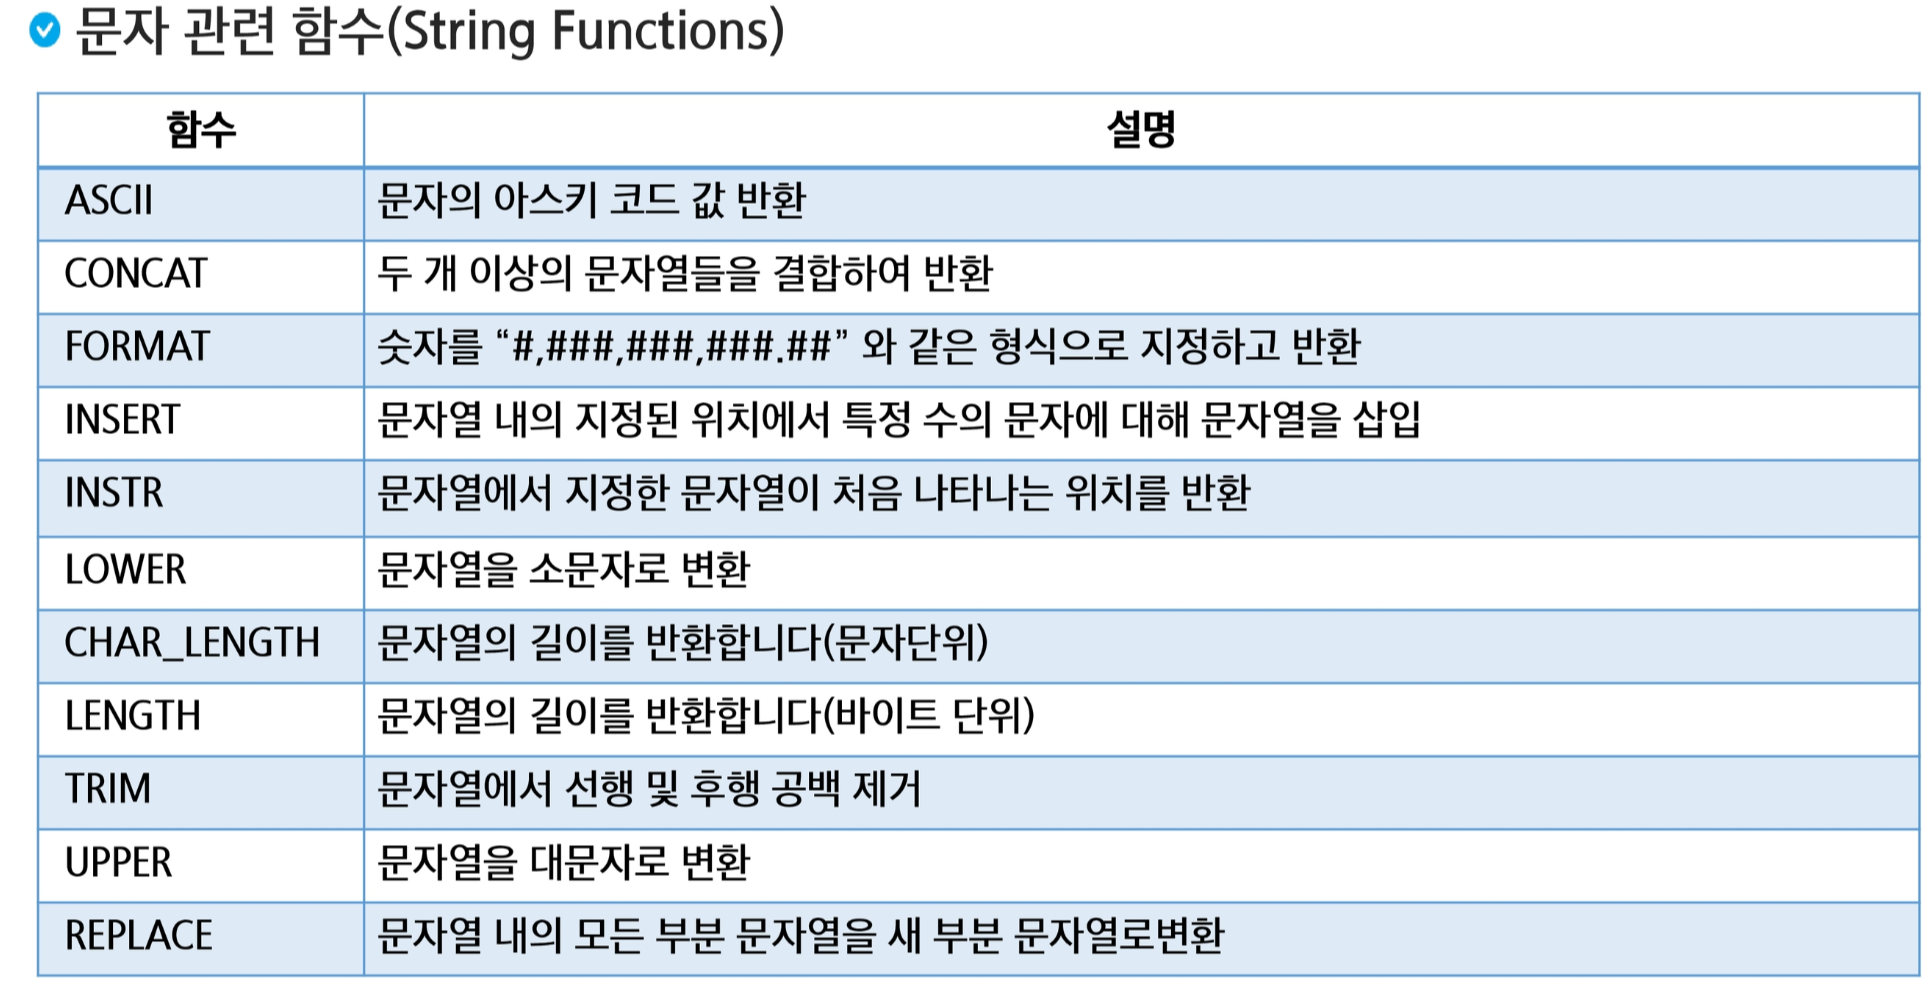 문자 관련 함수(String Functions)
함수 설명
ASCII 문자의 아스키 코드 값 반환
CONCAT 두 개 이상의 문자열들을 결합하여 반환
FORMAT 숫자를 “#,###,###,###.##” 와 같은 형식으로 지정하고 반환
INSERT 문자열 내의 지정된 위치에서 특정 수의 문자에 대해 문자열을 삽입
INSTR 문자열에서 지정한 문자열이 처음 나타나는 위치를 반환
LOWER 문자열을 소문자로 변환
CHAR_LENGTH 문자열의 길이를 반환합니다(문자단위)
LENGTH 문자열의 길이를 반환합니다(바이트 단위)
TRIM 문자열에서 선행 및 후행 공백 제거
UPPER 문자열을 대문자로 변환
REPLACE 문자열 내의 모든 부분 문자열을 새 부분 문자열로변환